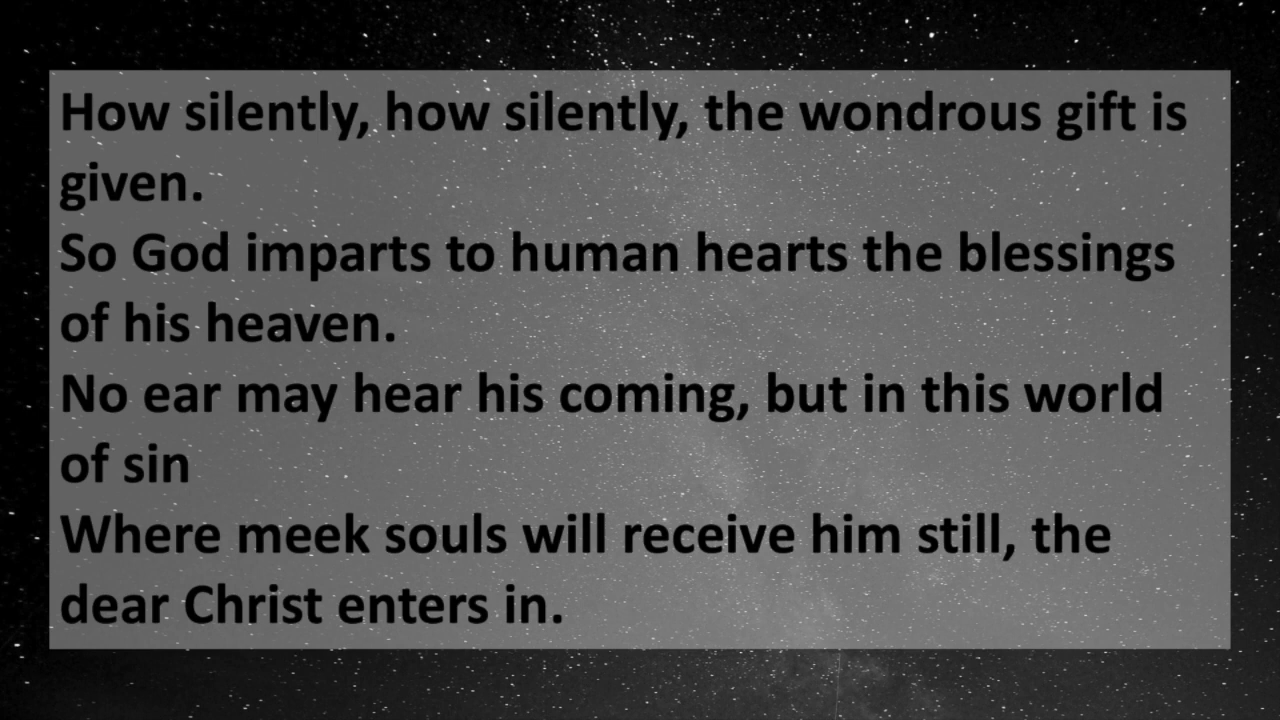 How silently, how silently, the wondrous gift is
given.
So God imparts to human hearts the blessings
of his heaven.
No ear may hear his coming, but in this world
of sin
Where meek souls will receive him still, the
dear Christ enters in.